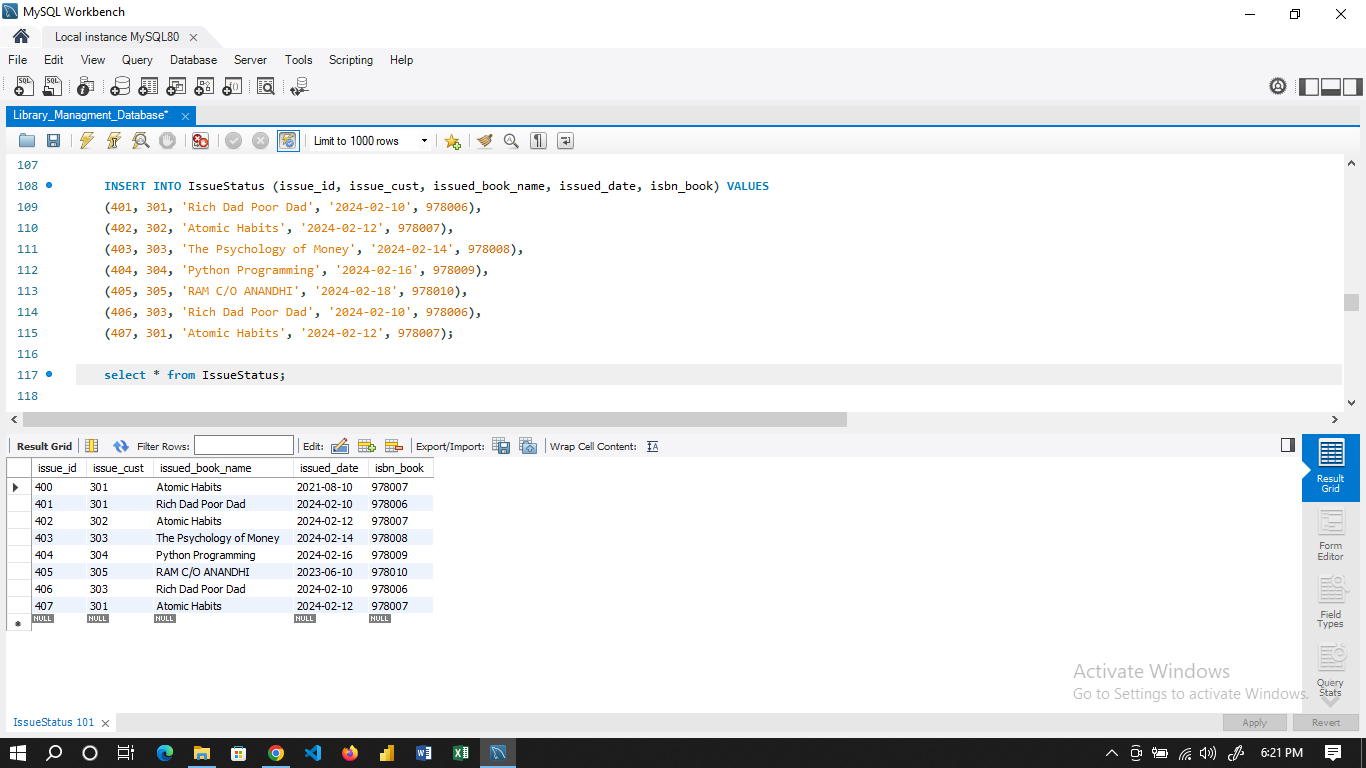 MySQL Workbench
Local instance MySQL80
File Edit View Query Database Server Tools Scripting Help
Library_Managment_Database*
Limit to 1000 rows
107
108 INSERT INTO IssueStatus (issue_id, issue_cust, issued_book_name, issued_date, isbn_book) VALUES
109 (401, 301, 'Rich Dad Poor Dad', '2024-02-10', 978006),
110 (402, 302, 'Atomic Habits', '2024-02-12', 978007),
111 (403, 303, 'The Psychology of Money', '2024-02-14', 978008),
112 (404, 304, 'Python Programming', '2024-02-16', 978009),
113 (405, 305, 'RAM C/O ANANDHI', '2024-02-18', 978010),
114 (406, 303, 'Rich Dad Poor Dad', '2024-02-10', 978006),
115 (407, 301, 'Atomic Habits', '2024-02-12', 978007);
116
117 select * from IssueStatus;
118
Result Grid Filter Rows: Edit: Export/Import: Wrap Cell Content:
issue_id issue_cust issued_book_name issued_date isbn_book
400 301 Atomic Habits 2021-08-10 978007
401 301 Rich Dad Poor Dad 2024-02-10 978006
402 302 Atomic Habits 2024-02-12 978007
403 303 The Psychology of Money 2024-02-14 978008
404 304 Python Programming 2024-02-16 978009
405 305 RAM C/O ANANDHI 2023-06-10 978010
406 303 Rich Dad Poor Dad 2024-02-10 978006
407 301 Atomic Habits 2024-02-12 978007
NULL NULL NULL NULL NULL
Result
Grid
Form
Editor
Field
Types
Query
Stats
Activate Windows
Go to Settings to activate Windows.
IssueStatus 101
Apply Revert
6:21 PM